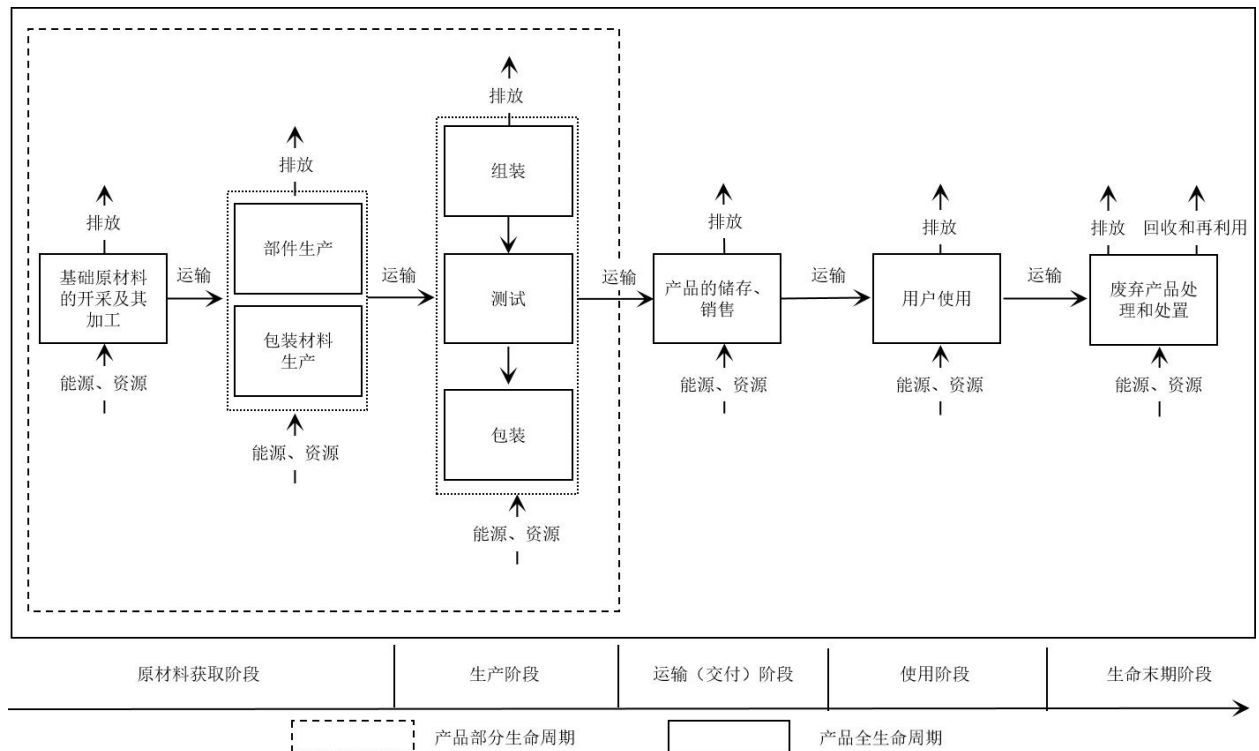 排放
基础原材料
的开采及其
加工
能源、资源
运输
排放
部件生产
包装材料
生产
能源、资源
运输
排放
组装
测试
包装
能源、资源
运输
排放
产品的储存、
销售
能源、资源
运输
排放
用户使用
能源、资源
运输
排放
回收和再利用
废弃产品处
理和处置
能源、资源
原材料获取阶段
生产阶段
运输（交付）阶段
使用阶段
生命末期阶段
产品部分生命周期
产品全生命周期